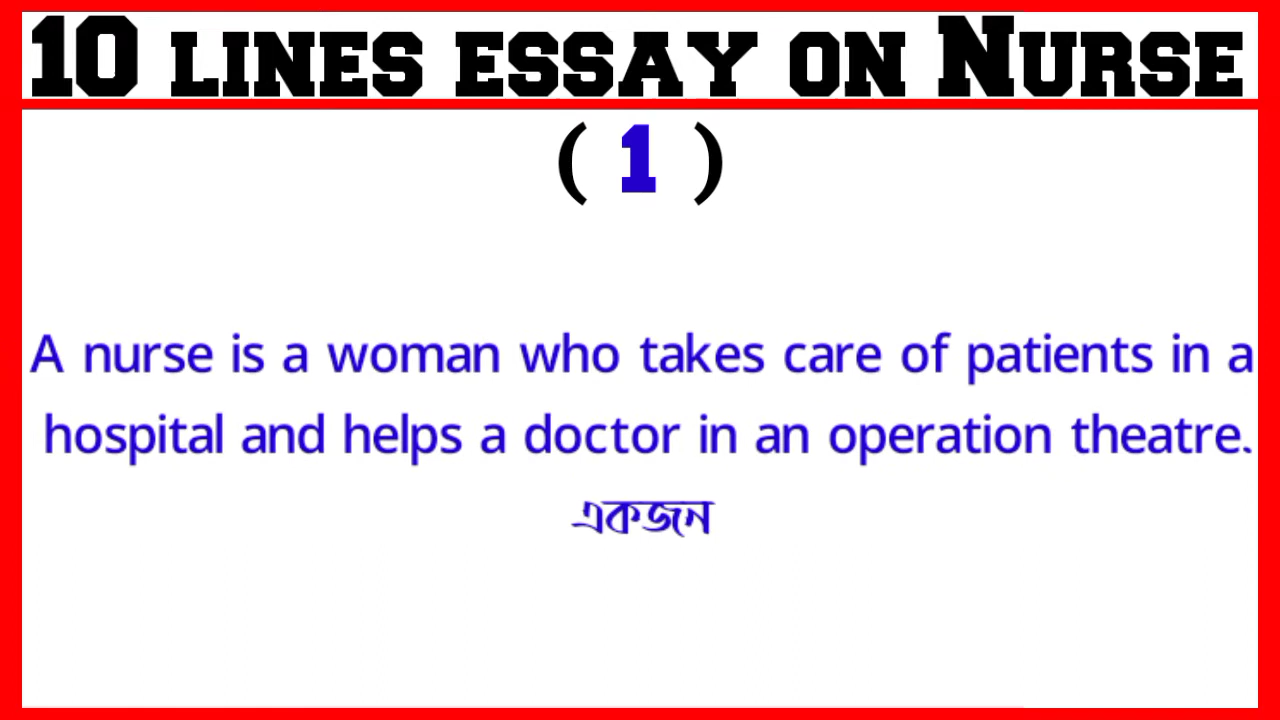 10 LINES ESSAY ON NURSE
( 1 )
A nurse is a woman who takes care of patients in a
hospital and helps a doctor in an operation theatre.
একজন